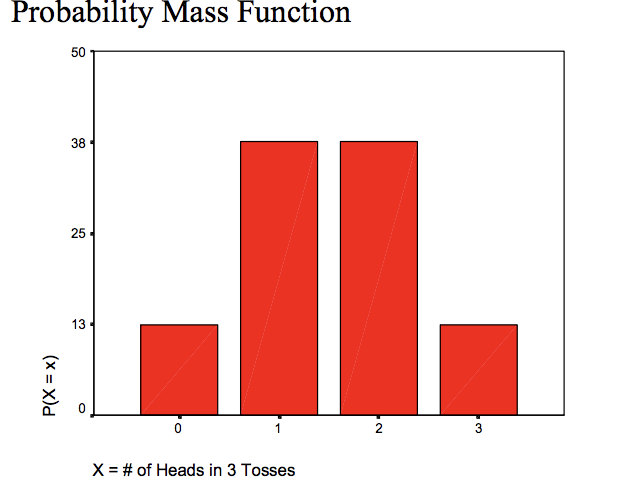 Probability Mass Function
50
38
25
13
0
P(X = x)
0 1 2 3
X = # of Heads in 3 Tosses